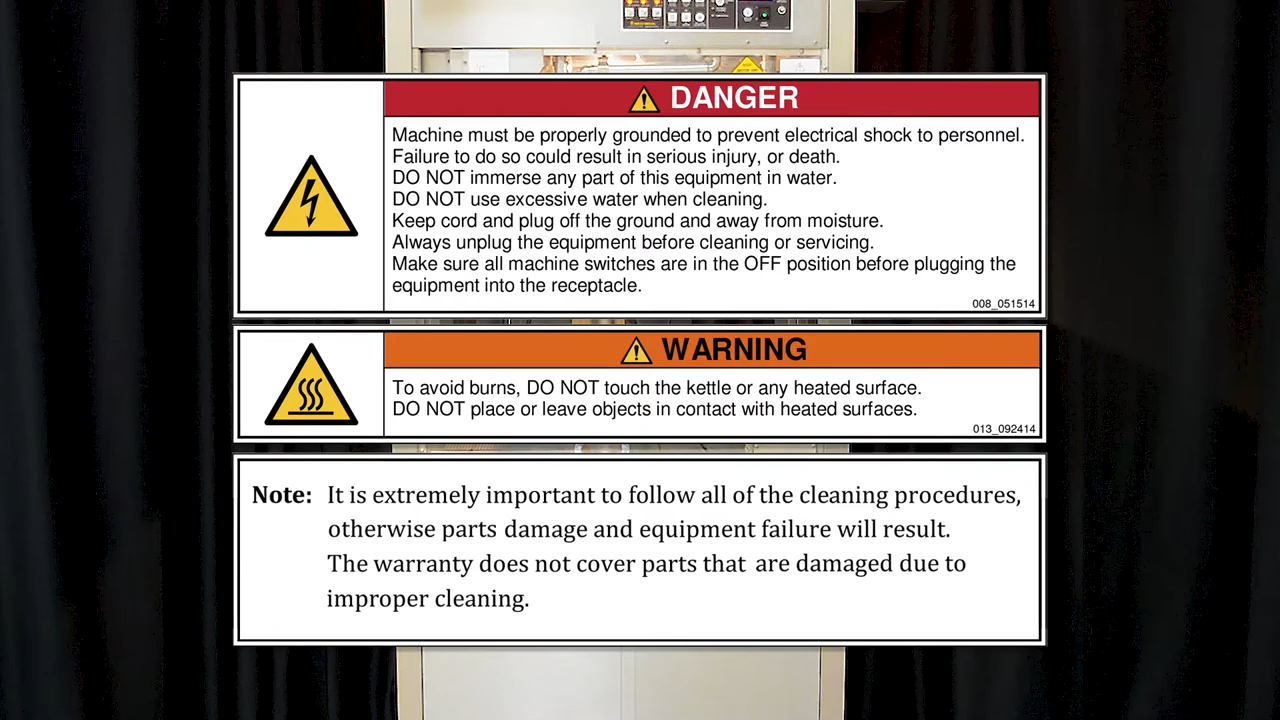 DANGER
Machine must be properly grounded to prevent electrical shock to personnel.
Failure to do so could result in serious injury, or death.
DO NOT immerse any part of this equipment in water.
DO NOT use excessive water when cleaning.
Keep cord and plug off the ground and away from moisture.
Always unplug the equipment before cleaning or servicing.
Make sure all machine switches are in the OFF position before plugging the
equipment into the receptacle.
008_051514
WARNING
To avoid burns, DO NOT touch the kettle or any heated surface.
DO NOT place or leave objects in contact with heated surfaces.
013_092414
Note: It is extremely important to follow all of the cleaning procedures,
otherwise parts damage and equipment failure will result.
The warranty does not cover parts that are damaged due to
improper cleaning.